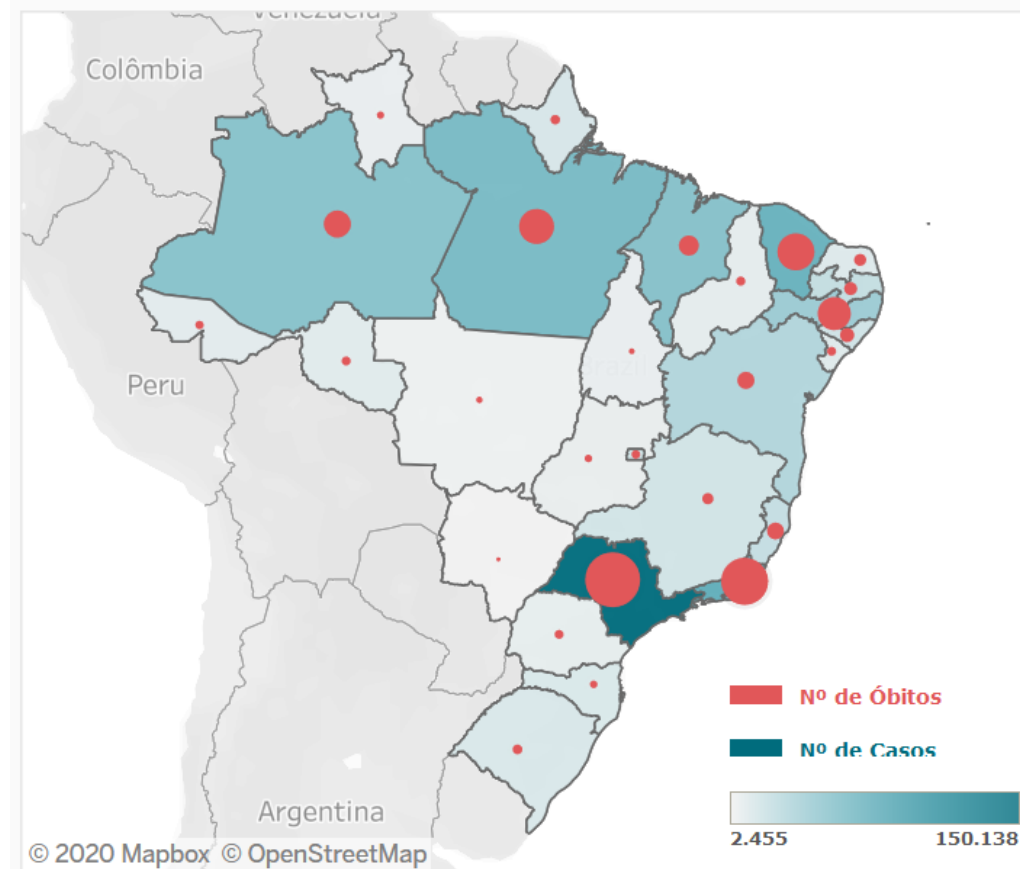 Venezuela
Colômbia
Peru
Brazil
Argentina
Nº de Óbitos
Nº de Casos
2.455 150.138
© 2020 Mapbox © OpenStreetMap